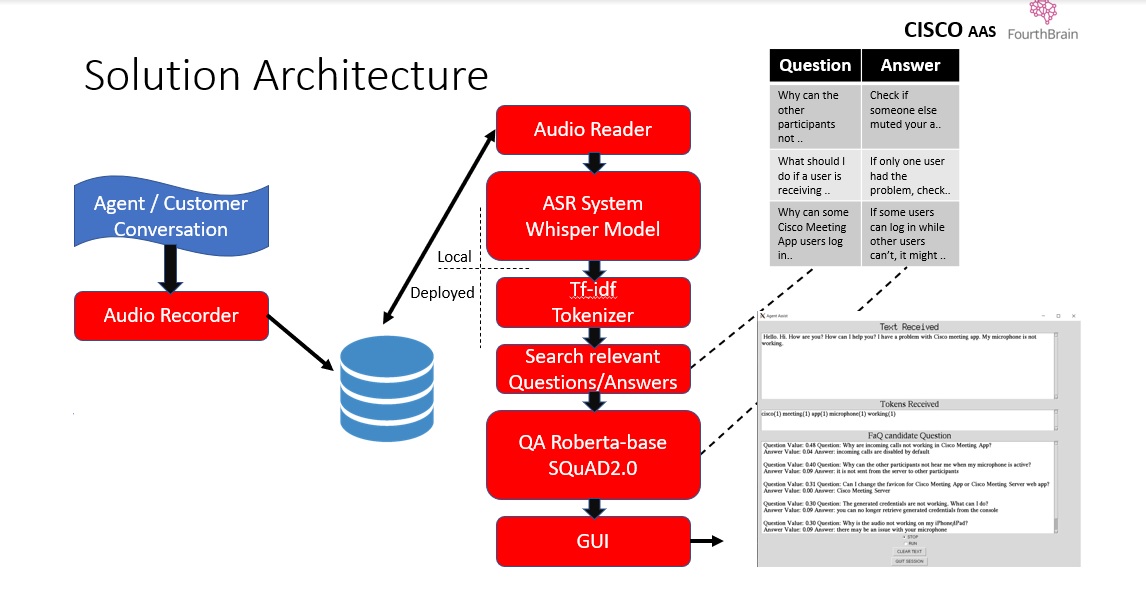 CISCO AAS
FourthBrain
Solution Architecture
Agent / Customer
Conversation
Audio Recorder
Local
Deployed
Audio Reader
ASR System
Whisper Model
Tf-idf
Tokenizer
Search relevant
Questions/Answers
QA Roberta-base
SQuAD2.0
GUI
Question Answer
Why can the
other
participants
not ..
Check if
someone else
muted your a..
What should I
do if a user is
receiving ..
If only one user
had the
problem, check..
Why can some
Cisco Meeting
App users log
in..
If some users
can log in while
other users
can't, it might ..
Agent Assist
Text Received
Hello. Hi. How are you? How can I help you? I have a problem with Cisco meeting app. My microphone is not
working.
Tokens Received
cisco(1) meeting(1) app(1) microphone(1) working(1)
FaQ candidate Question
Question Value: 0.48 Question: Why are incoming calls not working in Cisco Meeting App?
Answer Value: 0.04 Answer: incoming calls are disabled by default
Question Value: 0.40 Question: Why can the other participants not hear me when my microphone is active?
Answer Value: 0.09 Answer: it is not sent from the server to other participants
Question Value: 0.31 Question: Can I change the favicon for Cisco Meeting App or Cisco Meeting Server web app?
Answer Value: 0.00 Answer: Cisco Meeting Server
Question Value: 0.30 Question: The generated credentials are not working, What can I do?
Answer Value: 0.09 Answer: you can no longer retrieve generated credentials from the console
Question Value: 0.30 Question: Why is the audio not working on my iPhone/iPad?
Answer Value: 0.09 Answer: there may be an issue with your microphone
STOP
RUN
CLEAR TEXT
QUIT SESSION